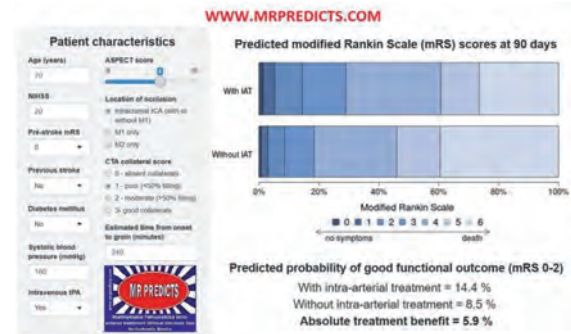 WWW.MRPREDICTS.COM
Patient characteristics
Age (years)
70
NIHSS
20
Pre-stroke mRS
0
Previous stroke
No
Diabetes mellitus
No
Systolic blood
pressure (mmHg)
160
Intravenous tPA
Yes
ASPECT score
0
10
Location of occlusion
Intracranial ICA (with or
without M1)
M1 only
M2 only
CTA collateral score
0 - absent collaterals
1 - poor (<50% filling)
2 - moderate (>50% filling)
3- good collaterals
Estimated time from onset
to groin (minutes)
240
MR PREDICTS
Predicted modified Rankin Scale (mRS) scores at 90 days
With IAT
Without IAT
0% 20% 40% 60% 80% 100%
Modified Rankin Scale
0 1 2 3 4 5 6
no symptoms death
Predicted probability of good functional outcome (mRS 0-2)
With intra-arterial treatment = 14.4 %
Without intra-arterial treatment = 8.5 %
Absolute treatment benefit = 5.9 %